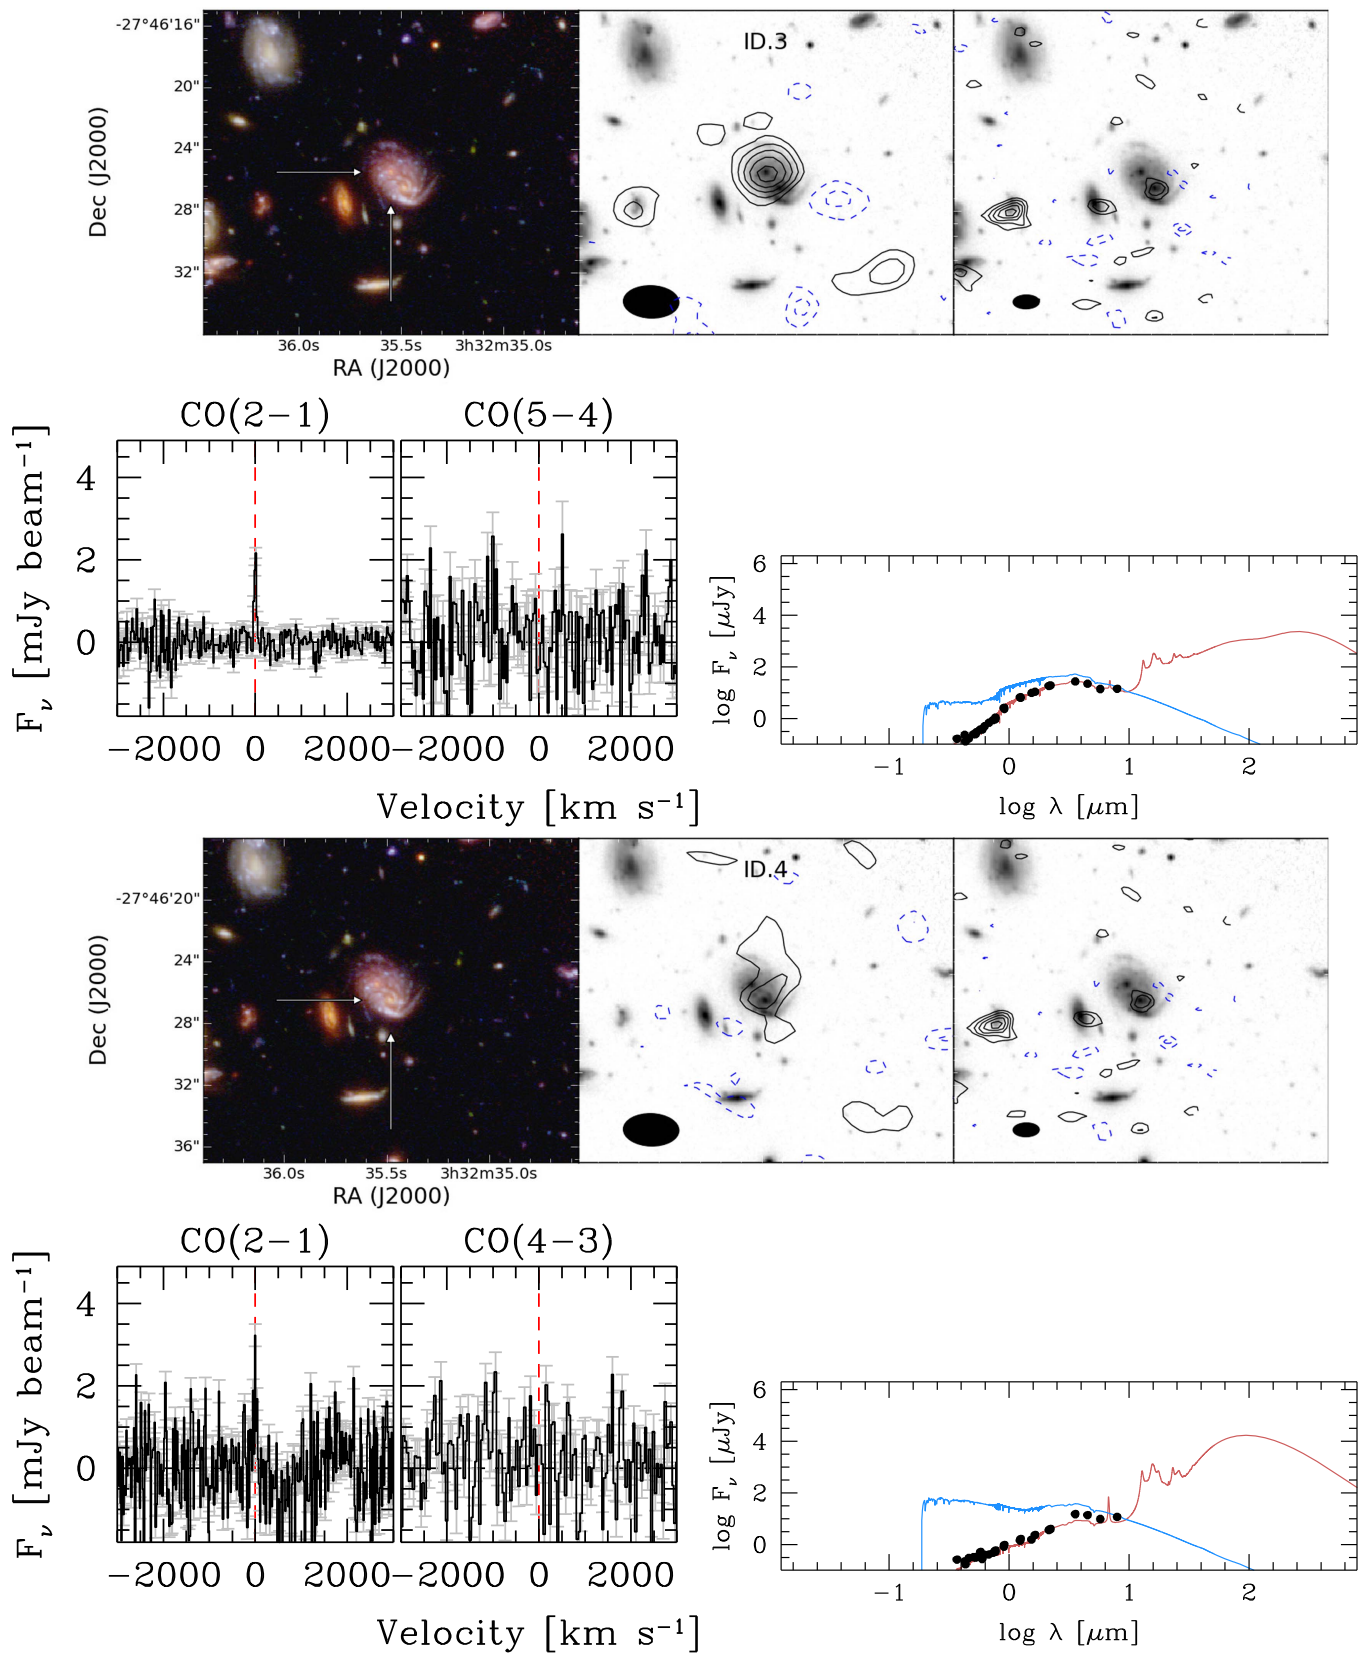 -27°46'16"
20"
24"
28"
32"
Dec (J2000)
ID.3
36.0s 35.5s 3h32m35.0s
RA (J2000)
CO(2−1) CO(5−4)
Fν [mJy beam⁻¹]
4
2
0
−2000 0 2000 −2000 0 2000
Velocity [km s⁻¹]
log Fν [μJy]
6
4
2
0
−1 0 1 2
log λ [μm]
-27°46'20"
24"
28"
32"
36"
Dec (J2000)
ID.4
36.0s 35.5s 3h32m35.0s
RA (J2000)
CO(2−1) CO(4−3)
Fν [mJy beam⁻¹]
4
2
0
−2000 0 2000 −2000 0 2000
Velocity [km s⁻¹]
log Fν [μJy]
6
4
2
0
−1 0 1 2
log λ [μm]